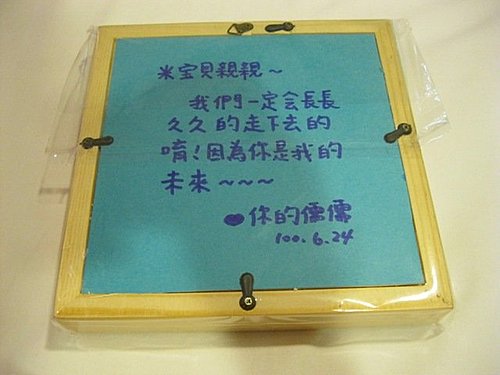 米宝贝親親~
我們一定会長長
久久的走下去的
唷!因為你是我的
未來~~~
♥你的儒儒
100.6.24